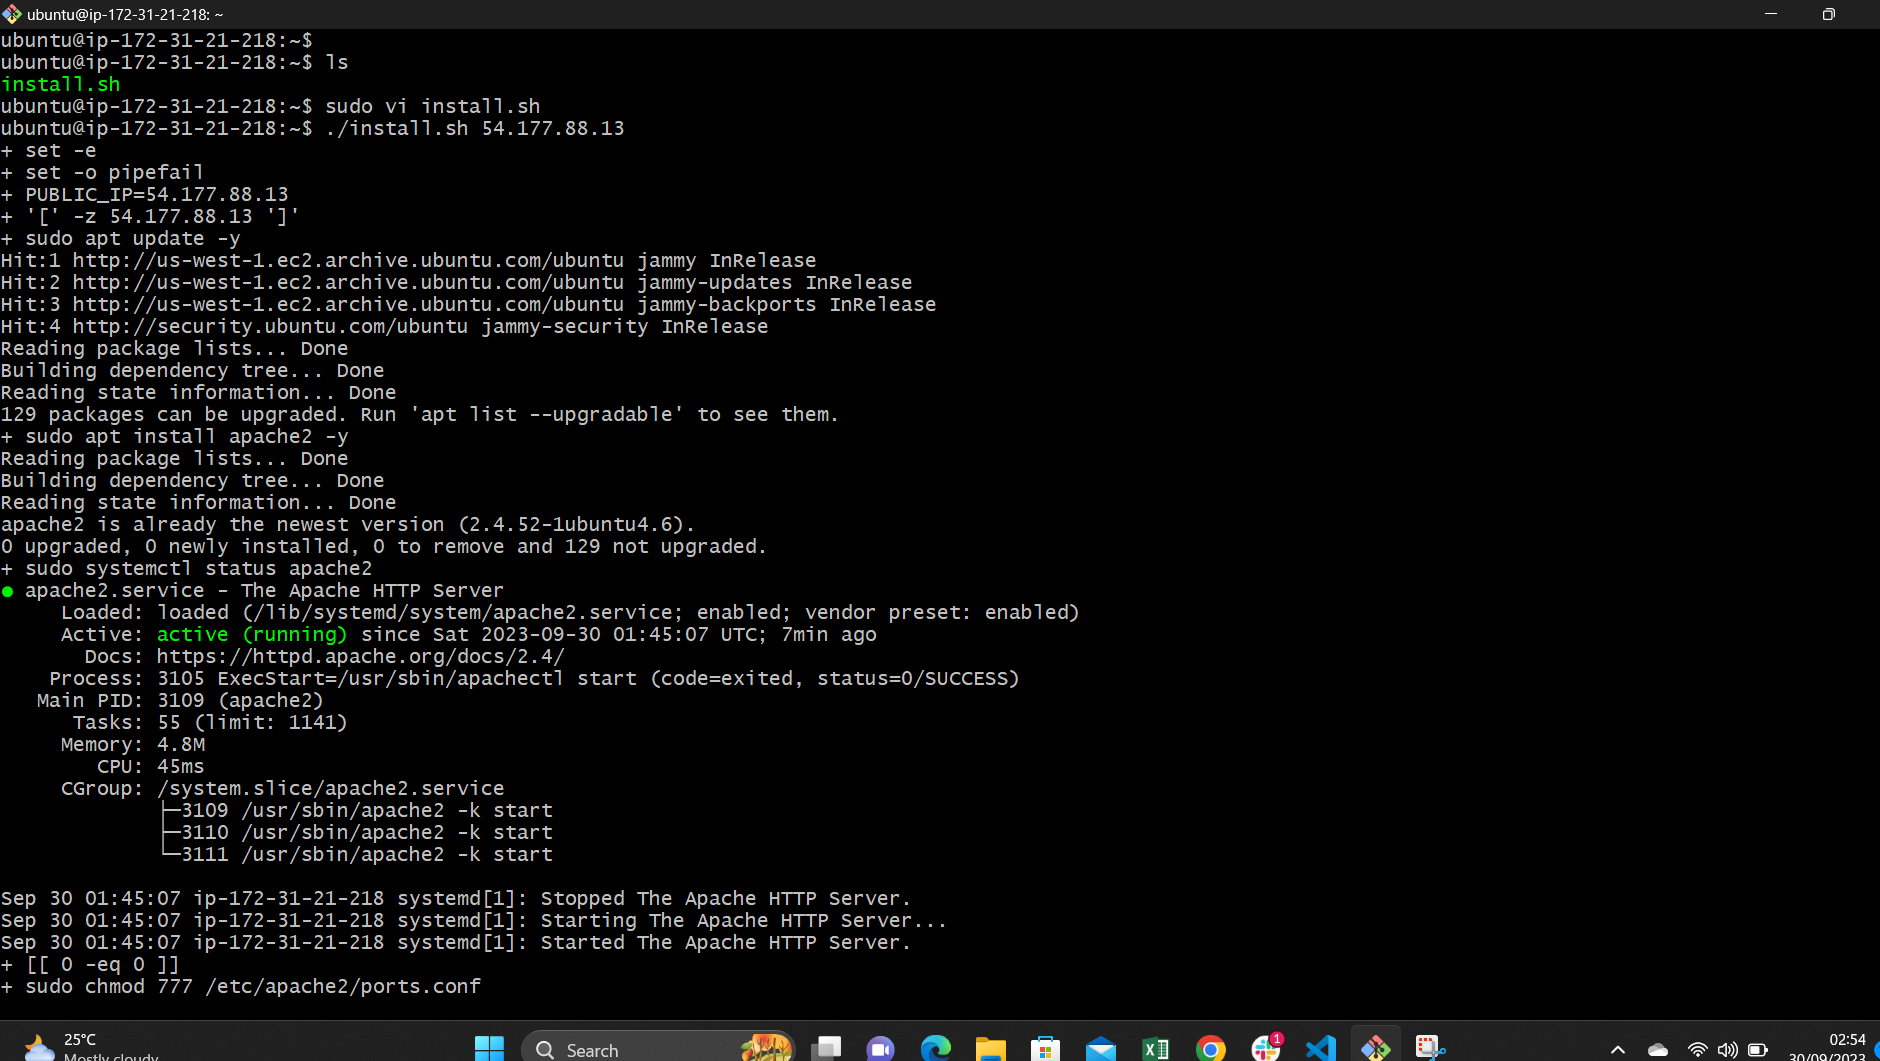 ubuntu@ip-172-31-21-218: ~
ubuntu@ip-172-31-21-218:~$
ubuntu@ip-172-31-21-218:~$ ls
install.sh
ubuntu@ip-172-31-21-218:~$ sudo vi install.sh
ubuntu@ip-172-31-21-218:~$ ./install.sh 54.177.88.13
+ set -e
+ set -o pipefail
+ PUBLIC_IP=54.177.88.13
+ '[' -z 54.177.88.13 ']'
+ sudo apt update -y
Hit:1 http://us-west-1.ec2.archive.ubuntu.com/ubuntu jammy InRelease
Hit:2 http://us-west-1.ec2.archive.ubuntu.com/ubuntu jammy-updates InRelease
Hit:3 http://us-west-1.ec2.archive.ubuntu.com/ubuntu jammy-backports InRelease
Hit:4 http://security.ubuntu.com/ubuntu jammy-security InRelease
Reading package lists... Done
Building dependency tree... Done
Reading state information... Done
129 packages can be upgraded. Run 'apt list --upgradable' to see them.
+ sudo apt install apache2 -y
Reading package lists... Done
Building dependency tree... Done
Reading state information... Done
apache2 is already the newest version (2.4.52-1ubuntu4.6).
0 upgraded, 0 newly installed, 0 to remove and 129 not upgraded.
+ sudo systemctl status apache2
● apache2.service - The Apache HTTP Server
     Loaded: loaded (/lib/systemd/system/apache2.service; enabled; vendor preset: enabled)
     Active: active (running) since Sat 2023-09-30 01:45:07 UTC; 7min ago
       Docs: https://httpd.apache.org/docs/2.4/
    Process: 3105 ExecStart=/usr/sbin/apachectl start (code=exited, status=0/SUCCESS)
   Main PID: 3109 (apache2)
      Tasks: 55 (limit: 1141)
     Memory: 4.8M
        CPU: 45ms
     CGroup: /system.slice/apache2.service
             ├─3109 /usr/sbin/apache2 -k start
             ├─3110 /usr/sbin/apache2 -k start
             └─3111 /usr/sbin/apache2 -k start
Sep 30 01:45:07 ip-172-31-21-218 systemd[1]: Stopped The Apache HTTP Server.
Sep 30 01:45:07 ip-172-31-21-218 systemd[1]: Starting The Apache HTTP Server...
Sep 30 01:45:07 ip-172-31-21-218 systemd[1]: Started The Apache HTTP Server.
+ [[ 0 -eq 0 ]]
+ sudo chmod 777 /etc/apache2/ports.conf
25°C
Mostly cloudy
Search
1
02:54
30/09/2023